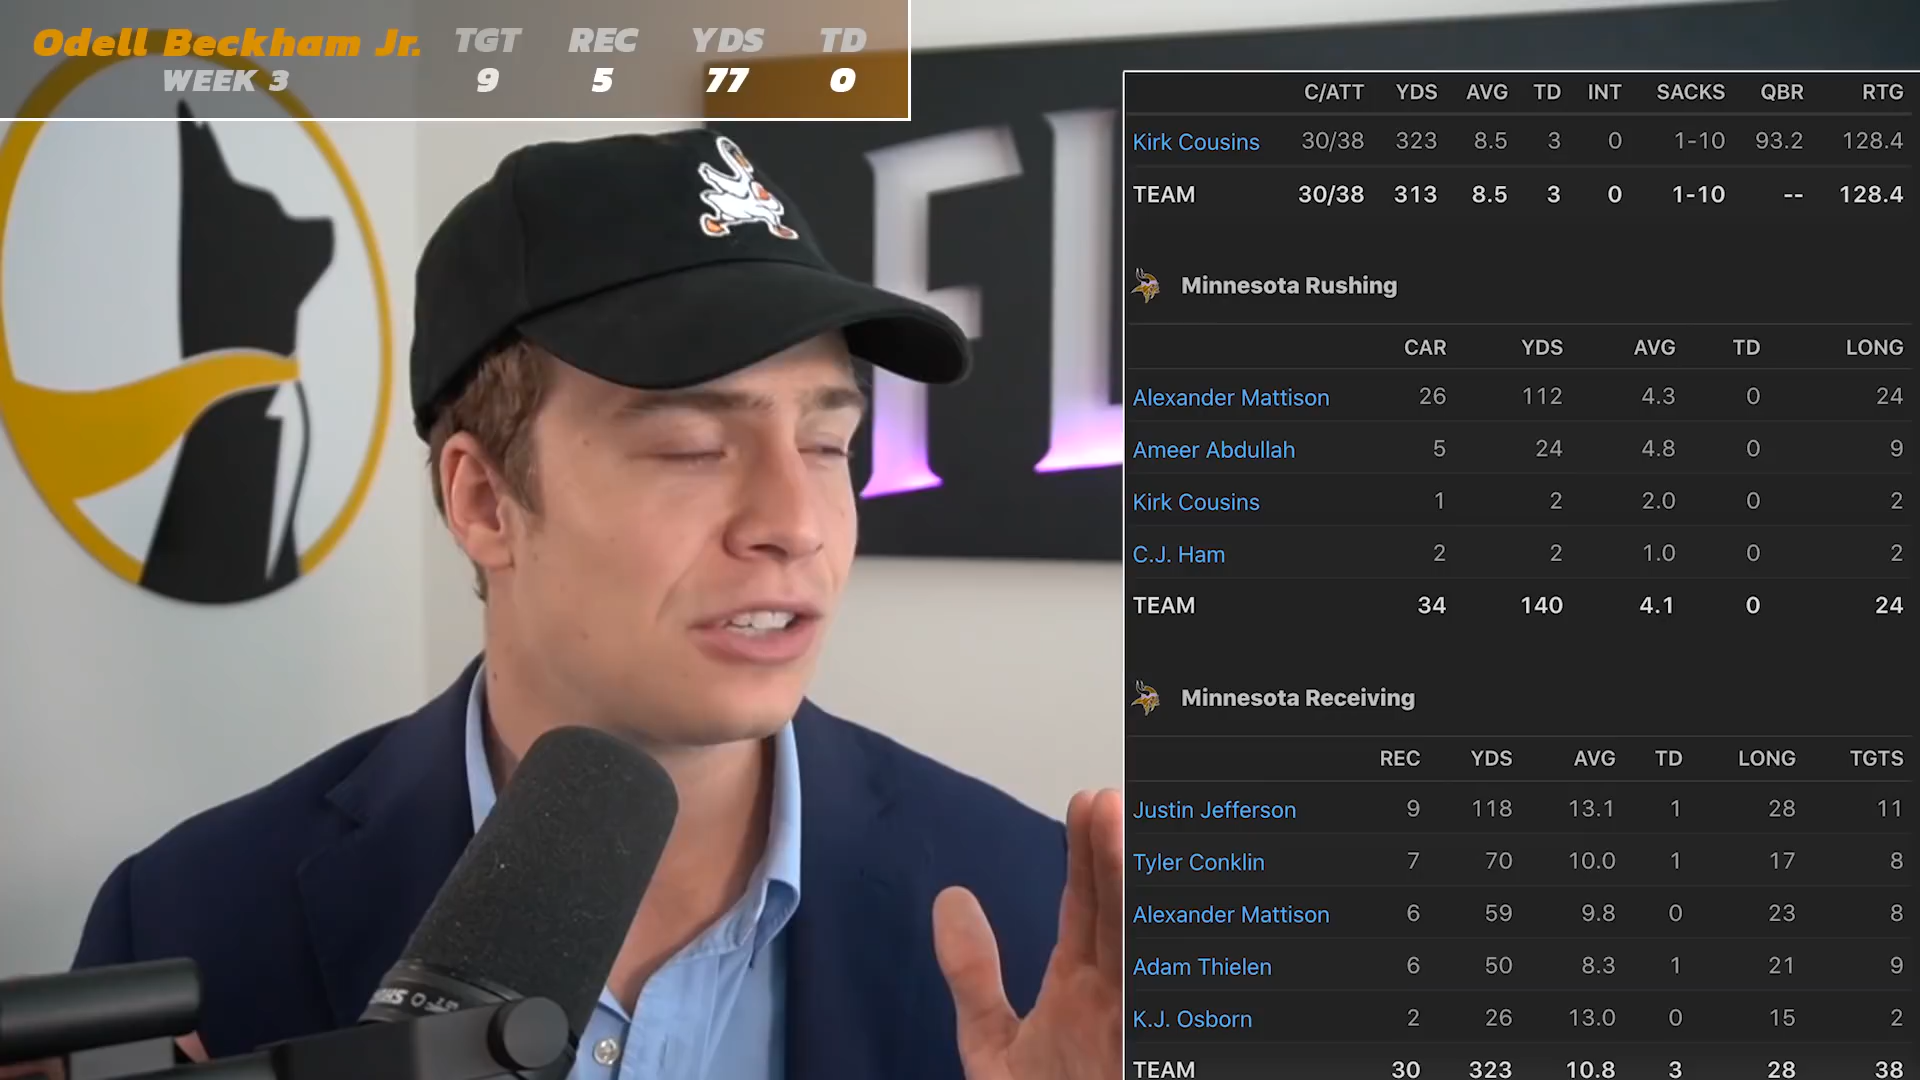 Odell Beckham Jr. TGT REC YDS TD
WEEK 3 9 5 77 0
FL
C/ATT YDS AVG TD INT SACKS QBR RTG
Kirk Cousins 30/38 323 8.5 3 0 1-10 93.2 128.4
TEAM 30/38 313 8.5 3 0 1-10 -- 128.4
Minnesota Rushing
CAR YDS AVG TD LONG
Alexander Mattison 26 112 4.3 0 24
Ameer Abdullah 5 24 4.8 0 9
Kirk Cousins 1 2 2.0 0 2
C.J. Ham 2 2 1.0 0 2
TEAM 34 140 4.1 0 24
Minnesota Receiving
REC YDS AVG TD LONG TGTS
Justin Jefferson 9 118 13.1 1 28 11
Tyler Conklin 7 70 10.0 1 17 8
Alexander Mattison 6 59 9.8 0 23 8
Adam Thielen 6 50 8.3 1 21 9
K.J. Osborn 2 26 13.0 0 15 2
TEAM 30 323 10.8 3 28 38